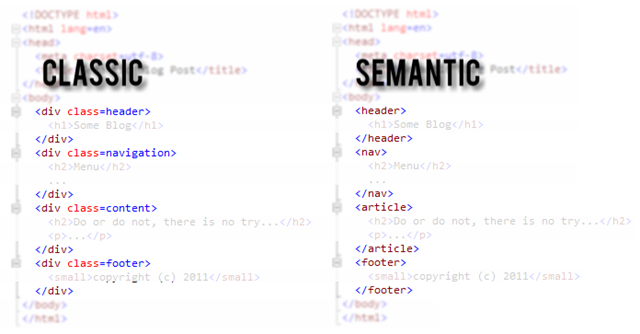 <!DOCTYPE html>
<html lang=en>
<head>
<meta charset=utf-8>
CLASSIC
Post</title>
<body>
<div class=header>
<h1>Some Blog</h1>
</div>
<div class=navigation>
<h2>Menu</h2>
...
</div>
<div class=content>
<h2>Do or do not, there is no try...</h2>
<p>...</p>
</div>
<div class=footer>
<small>copyright (c) 2011</small>
</div>
</body>
</html>
<!DOCTYPE html>
<html lang=en>
<head>
<meta charset=utf-8>
SEMANTIC
Post</title>
<body>
<header>
<h1>Some Blog</h1>
</header>
<nav>
<h2>Menu</h2>
...
</nav>
<article>
<h2>Do or do not, there is no try...</h2>
<p>...</p>
</article>
<footer>
<small>copyright (c) 2011</small>
</footer>
</body>
</html>